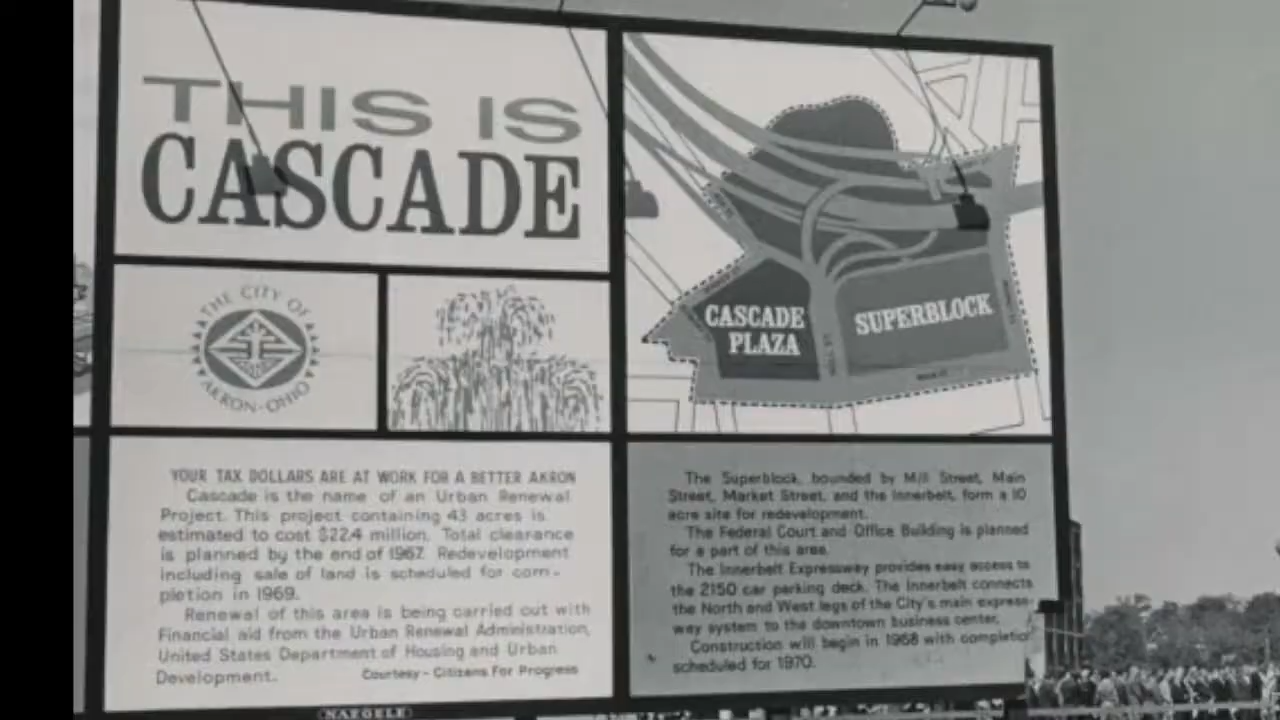 THIS IS
CASCADE
THE CITY OF
AKRON-OHIO
YOUR TAX DOLLARS ARE AT WORK FOR A BETTER AKRON
Cascade is the name of an Urban Renewal
Project. This project containing 43 acres is
estimated to cost $22.4 million. Total clearance
is planned by the end of 1967. Redevelopment
including sale of land is scheduled for com-
pletion in 1969.
Renewal of this area is being carried out with
Financial aid from the Urban Renewal Administration,
United States Department of Housing and Urban
Development.
Courtesy - Citizens For Progress
CASCADE
PLAZA
SUPERBLOCK
The Superblock, bounded by Mill Street, Main
Street, Market Street, and the Innerbelt, form a 10
acre site for redevelopment.
The Federal Court and Office Building is planned
for a part of this area.
The Innerbelt Expressway provides easy access to
the 2150 car parking deck. The Innerbelt connects
the North and West legs of the City's main express-
way system to the downtown business center.
Construction will begin in 1968 with completion
scheduled for 1970.
NAEGELE